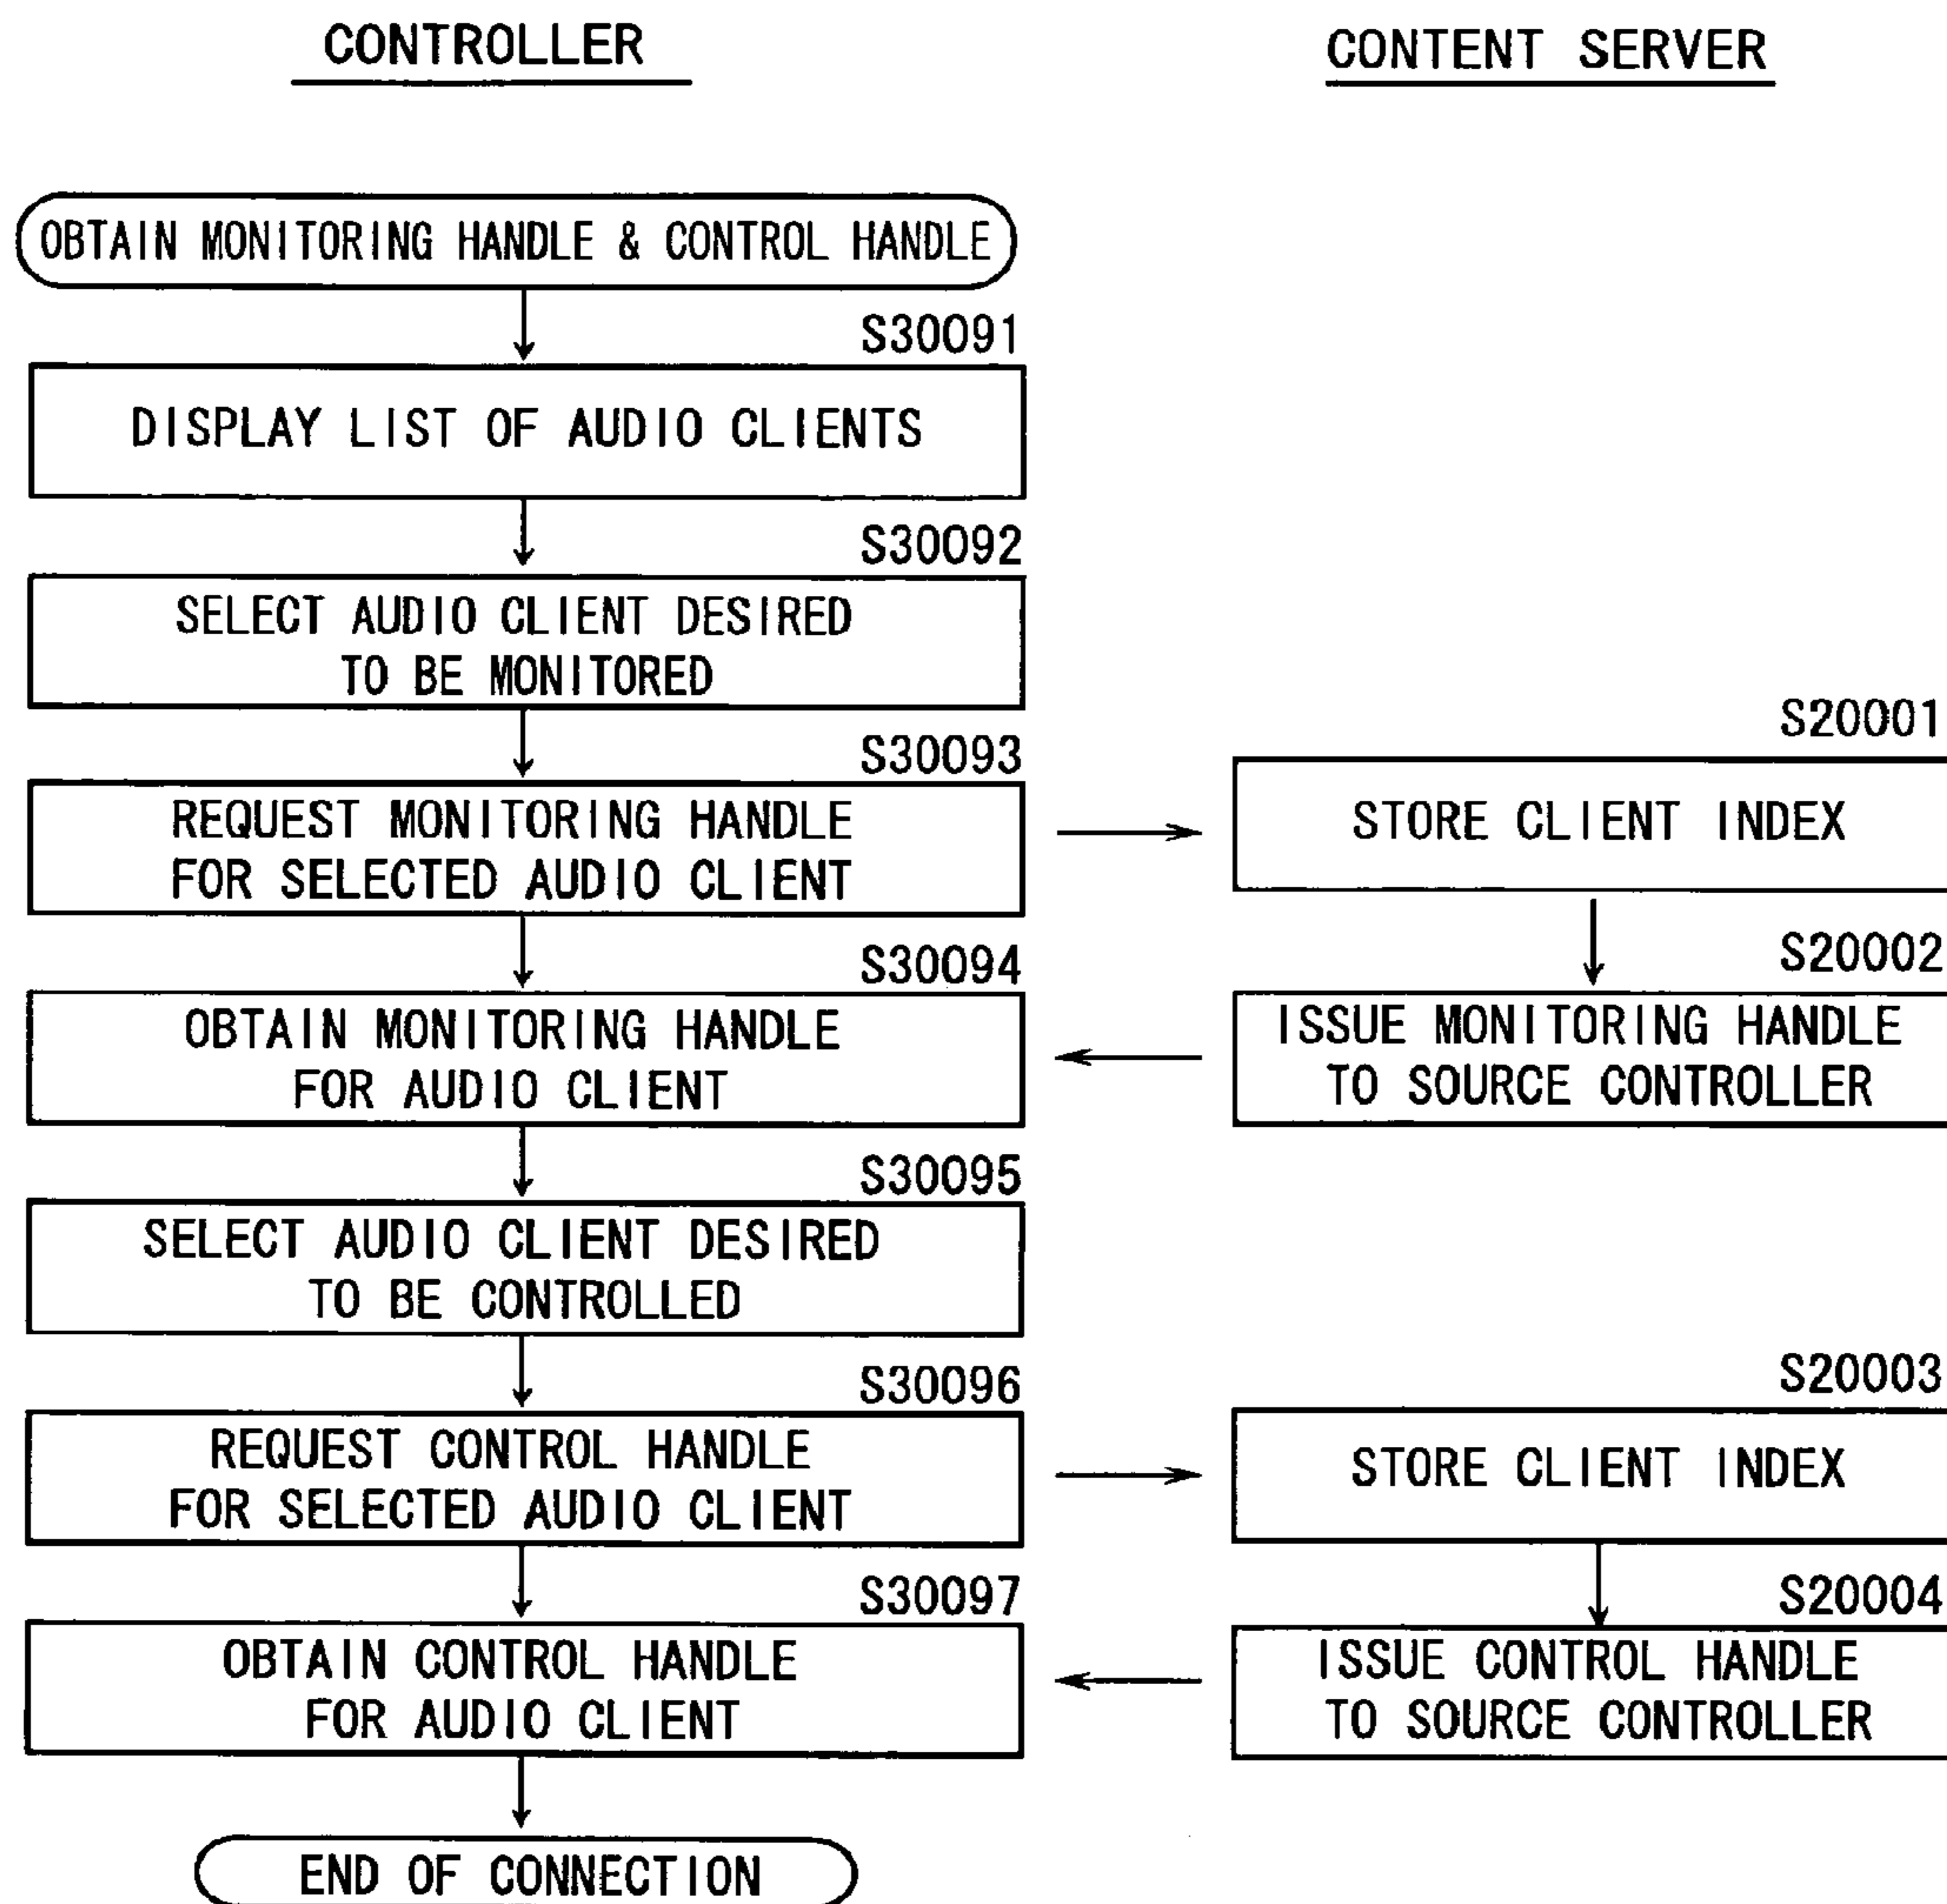 CONTROLLER
CONTENT SERVER
OBTAIN MONITORING HANDLE & CONTROL HANDLE
S30091
DISPLAY LIST OF AUDIO CLIENTS
S30092
SELECT AUDIO CLIENT DESIRED
TO BE MONITORED
S30093
REQUEST MONITORING HANDLE
FOR SELECTED AUDIO CLIENT
S20001
STORE CLIENT INDEX
S30094
OBTAIN MONITORING HANDLE
FOR AUDIO CLIENT
S20002
ISSUE MONITORING HANDLE
TO SOURCE CONTROLLER
S30095
SELECT AUDIO CLIENT DESIRED
TO BE CONTROLLED
S30096
REQUEST CONTROL HANDLE
FOR SELECTED AUDIO CLIENT
S20003
STORE CLIENT INDEX
S30097
OBTAIN CONTROL HANDLE
FOR AUDIO CLIENT
S20004
ISSUE CONTROL HANDLE
TO SOURCE CONTROLLER
END OF CONNECTION